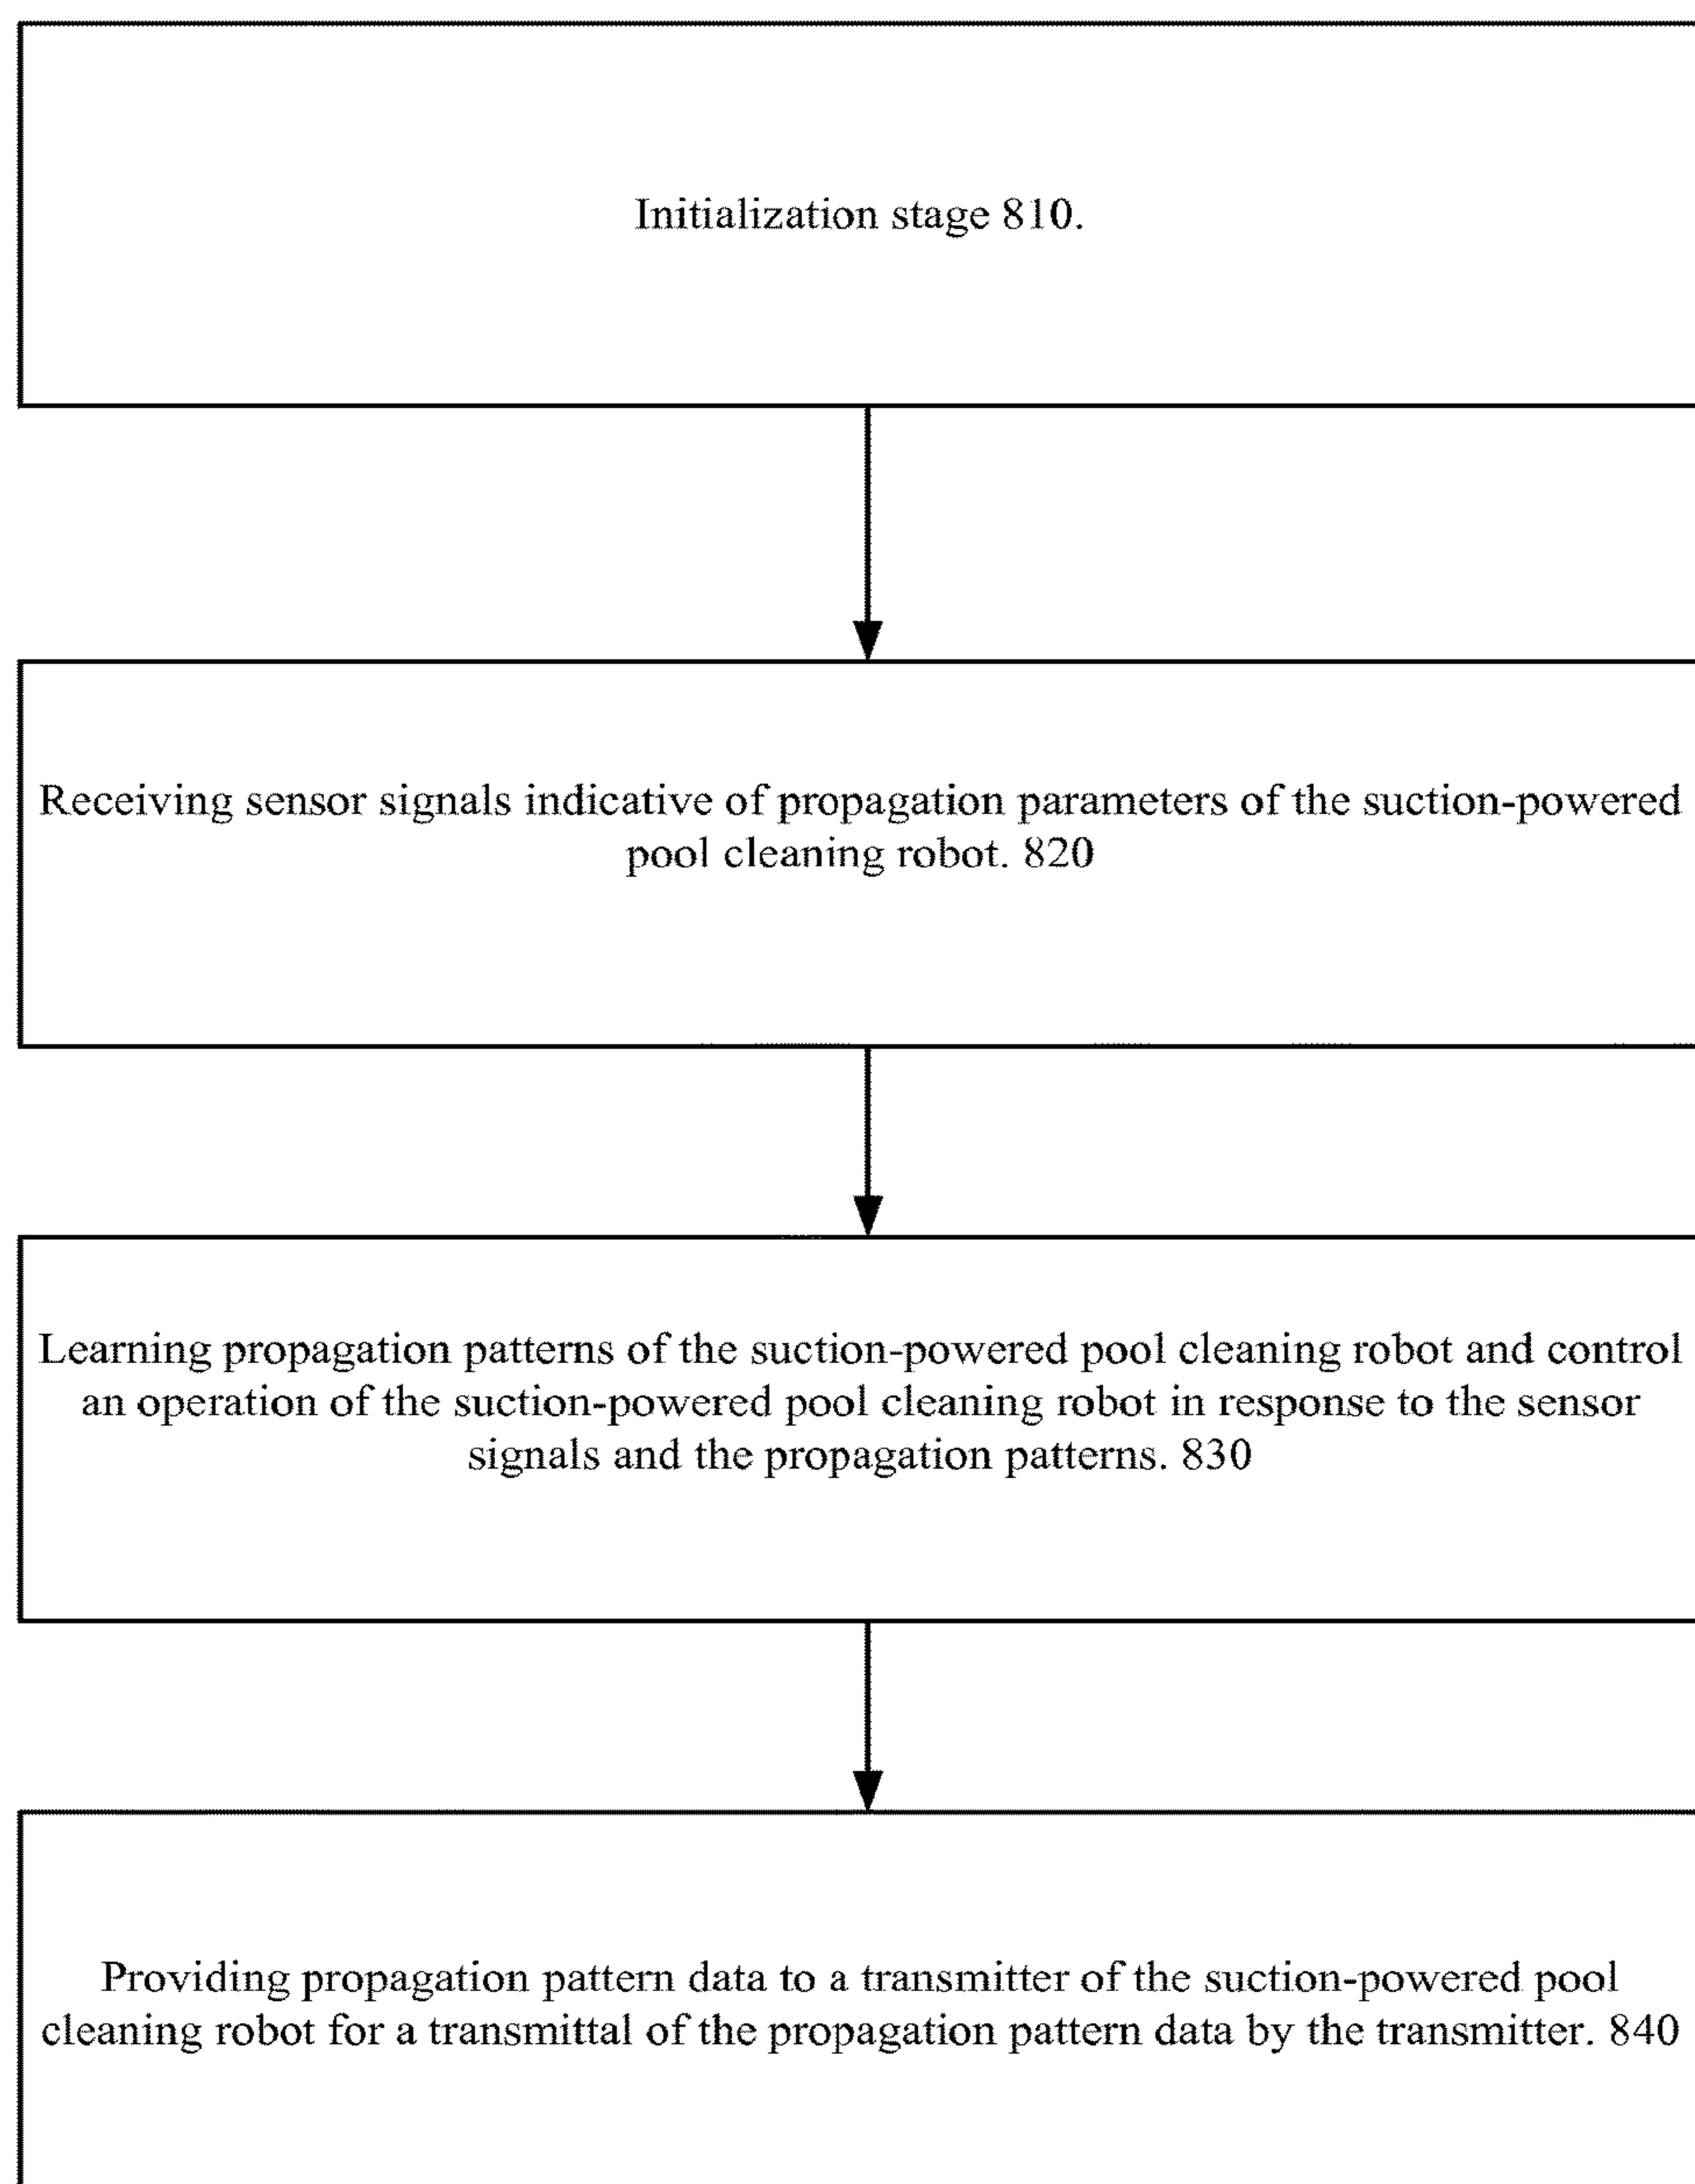 Initialization stage 810.
Receiving sensor signals indicative of propagation parameters of the suction-powered
pool cleaning robot. 820
Learning propagation patterns of the suction-powered pool cleaning robot and control
an operation of the suction-powered pool cleaning robot in response to the sensor
signals and the propagation patterns. 830
Providing propagation pattern data to a transmitter of the suction-powered pool
cleaning robot for a transmittal of the propagation pattern data by the transmitter. 840